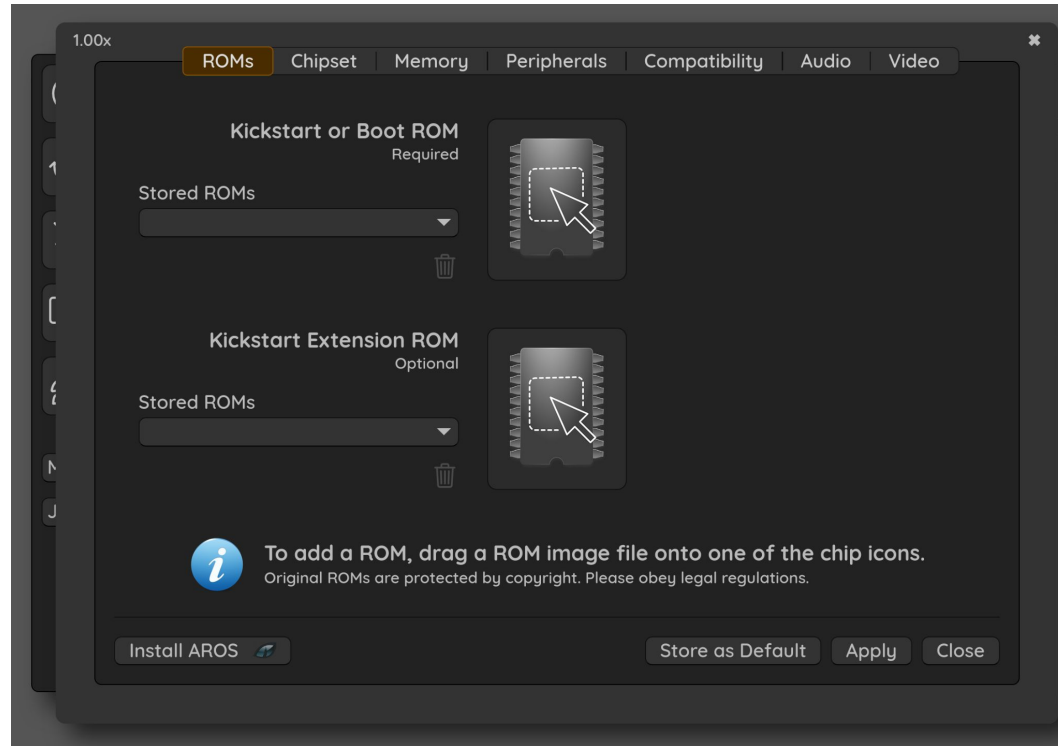 1.00x
ROMs Chipset Memory Peripherals Compatibility Audio Video
Kickstart or Boot ROM
Required
Stored ROMs
Kickstart Extension ROM
Optional
Stored ROMs
M
J
i
To add a ROM, drag a ROM image file onto one of the chip icons.
Original ROMs are protected by copyright. Please obey legal regulations.
Install AROS Store as Default Apply Close